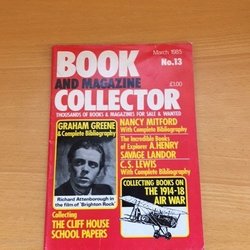 BOOK
March 1985
AND MAGAZINE
No.13
COLLECTOR
£1.00
THOUSANDS OF BOOKS & MAGAZINES FOR SALE & WANTED
GRAHAM GREENE
& Complete Bibliography
NANCY MITFORD
With Complete Bibliography
The Incredible Books
of Explorer A.HENRY
SAVAGE LANDOR
C.S. LEWIS
With Complete Bibliography
COLLECTING BOOKS ON
THE 1914-18
AIR WAR
Richard Attenborough in
the film of 'Brighton Rock'
Collecting
THE CLIFF HOUSE
SCHOOL PAPERS